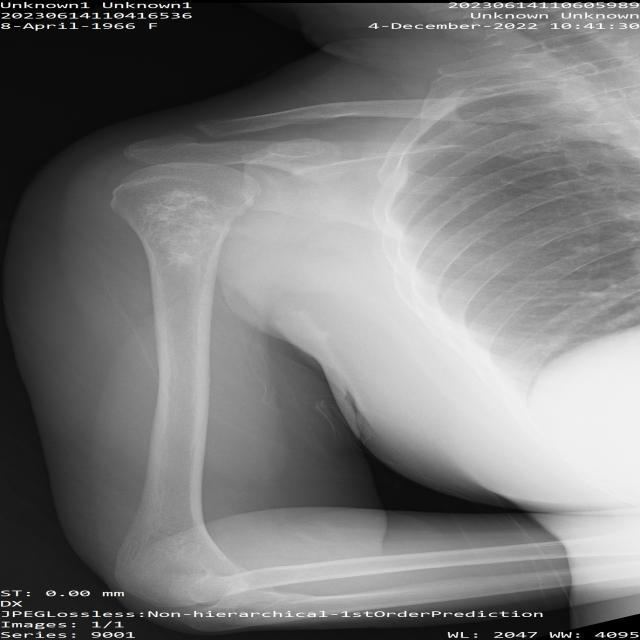 Unknown1 Unknown1
20230614110416536
8-April-1966 F
20230614110605989
Unknown Unknown
4-December-2022 10:41:30
ST: 0.00 mm
DX
JPEGLossless:Non-hierarchical-1stOrderPrediction
Images: 1/1
Series: 9001
WL: 2047 WW: 4095